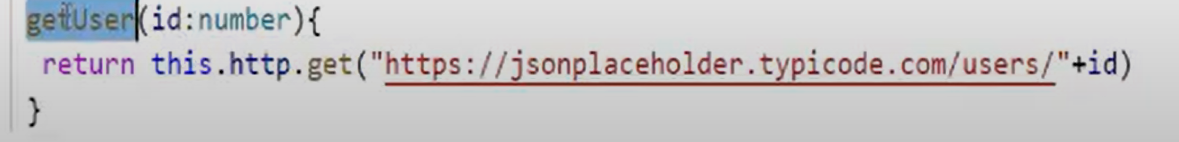 getUser(id:number){
return this.http.get("https://jsonplaceholder.typicode.com/users/"+id)
}